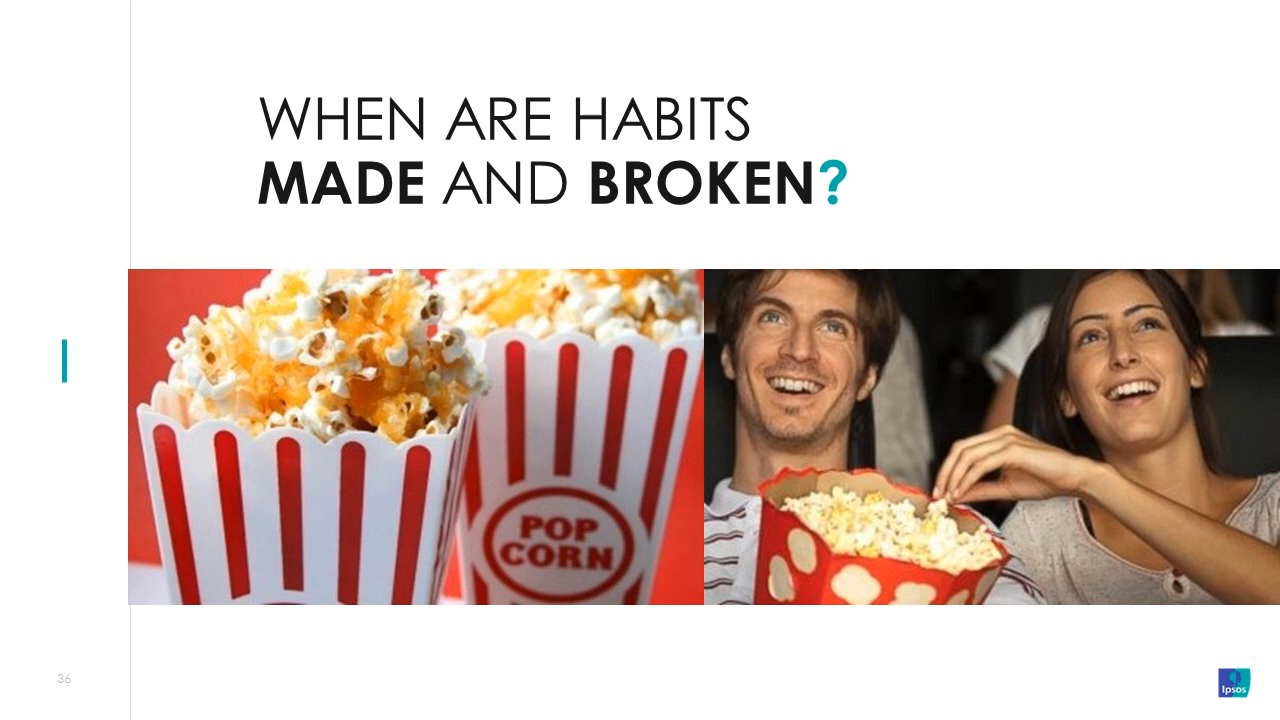 WHEN ARE HABITS
MADE AND BROKEN?
POP
CORN
36
Ipsos